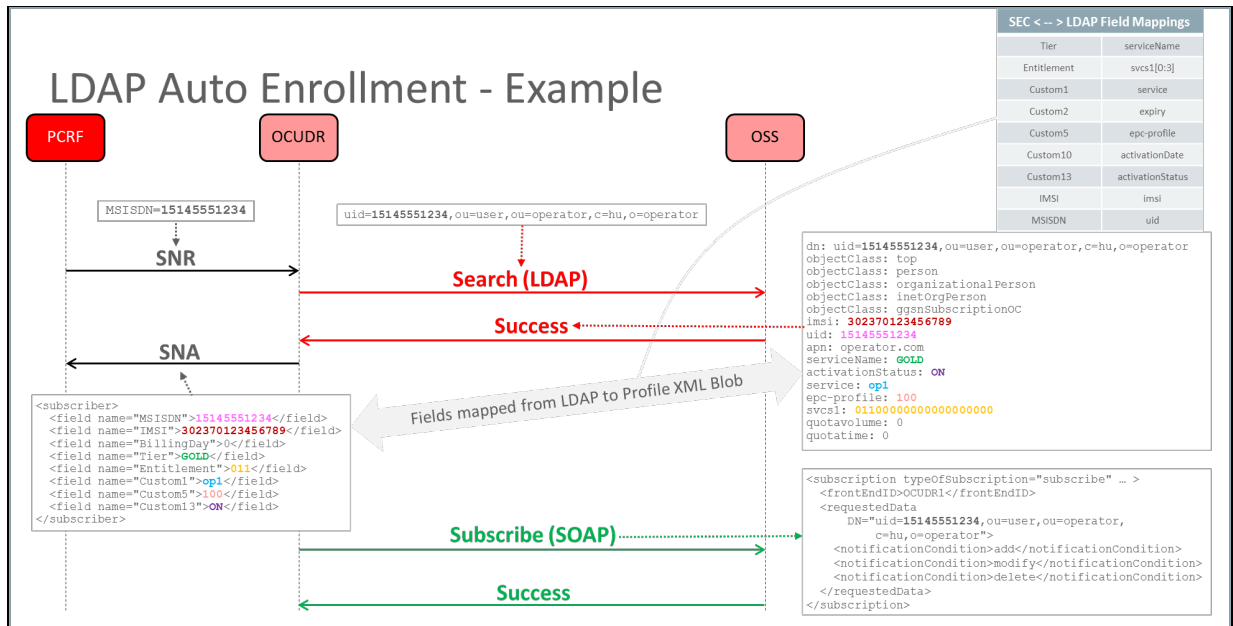 SEC < -- > LDAP Field Mappings
Tier serviceName
Entitlement svcs1[0:3]
Custom1 service
Custom2 expiry
Custom5 epc-profile
Custom10 activationDate
Custom13 activationStatus
IMSI imsi
MSISDN uid
LDAP Auto Enrollment - Example
PCRF
OCUDR
OSS
MSISDN=15145551234
uid=15145551234,ou=user,ou=operator,c=hu,o=operator
SNR
Search (LDAP)
Success
SNA
dn: uid=15145551234,ou=user,ou=operator,c=hu,o=operator
objectClass: top
objectClass: person
objectClass: organizationalPerson
objectClass: inetOrgPerson
objectClass: ggsnSubscriptionOC
imsi: 302370123456789
uid: 15145551234
apn: operator.com
serviceName: GOLD
activationStatus: ON
service: op1
epc-profile: 100
svcs1: 01100000000000000000
quotavolume: 0
quotatime: 0
Fields mapped from LDAP to Profile XML Blob
<subscriber>
<field name="MSISDN">15145551234</field>
<field name="IMSI">302370123456789</field>
<field name="BillingDay">0</field>
<field name="Tier">GOLD</field>
<field name="Entitlement">011</field>
<field name="Custom1">op1</field>
<field name="Custom5">100</field>
<field name="Custom13">ON</field>
</subscriber>
Subscribe (SOAP)
<subscription typeOfSubscription="subscribe" … >
<frontEndID>OCUDR1</frontEndID>
<requestedData
DN="uid=15145551234,ou=user,ou=operator,
c=hu,o=operator">
<notificationCondition>add</notificationCondition>
<notificationCondition>modify</notificationCondition>
<notificationCondition>delete</notificationCondition>
</requestedData>
</subscription>
Success